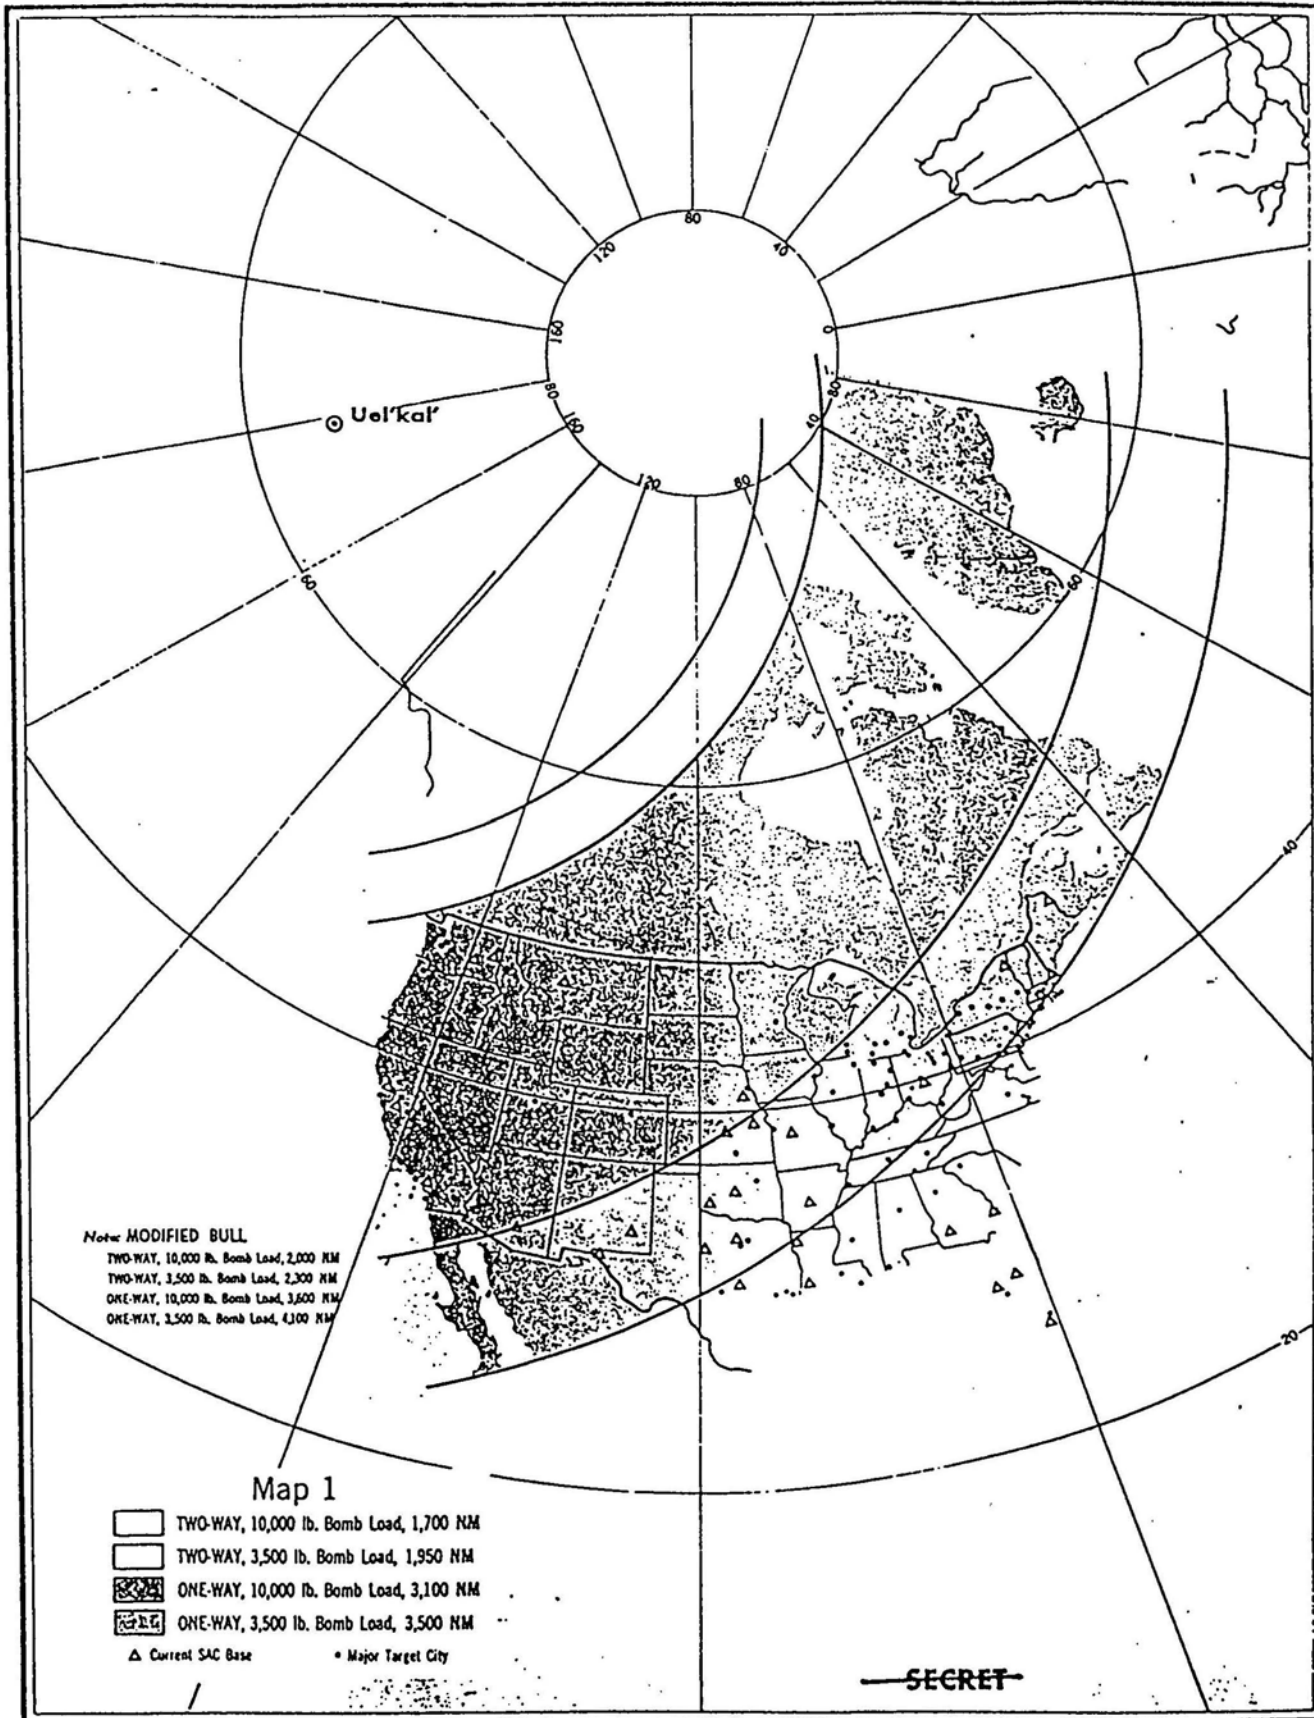 80
120
40
160
0
80
80
Uel'kal'
160
40
120
80
60
60
40
Note: MODIFIED BULL
TWO-WAY, 10,000 lb. Bomb Load, 2,000 NM
TWO-WAY, 3,500 lb. Bomb Load, 2,300 NM
ONE-WAY, 10,000 lb. Bomb Load, 3,600 NM
ONE-WAY, 3,500 lb. Bomb Load, 4,100 NM
20
Map 1
TWO-WAY, 10,000 lb. Bomb Load, 1,700 NM
TWO-WAY, 3,500 lb. Bomb Load, 1,950 NM
ONE-WAY, 10,000 lb. Bomb Load, 3,100 NM
ONE-WAY, 3,500 lb. Bomb Load, 3,500 NM
Current SAC Base
Major Target City
SECRET